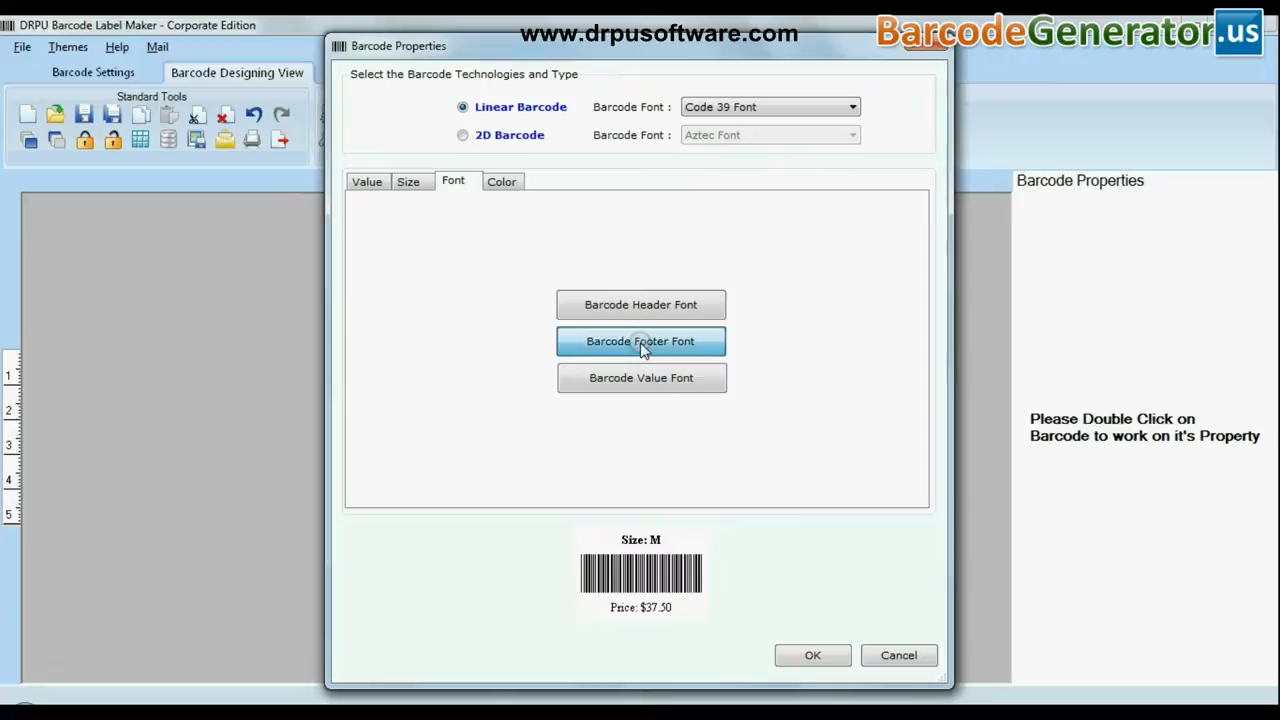 DRPU Barcode Label Maker - Corporate Edition
www.drpusoftware.com
BarcodeGenerator.us
File Themes Help Mail
Barcode Settings
Barcode Designing View
Standard Tools
Barcode Properties
Select the Barcode Technologies and Type
Linear Barcode Barcode Font : Code 39 Font
2D Barcode Barcode Font : Aztec Font
Value Size Font Color
Barcode Header Font
Barcode Footer Font
Barcode Value Font
Size: M
Price: $37.50
OK Cancel
Barcode Properties
Please Double Click on
Barcode to work on it's Property
1
2
3
4
5